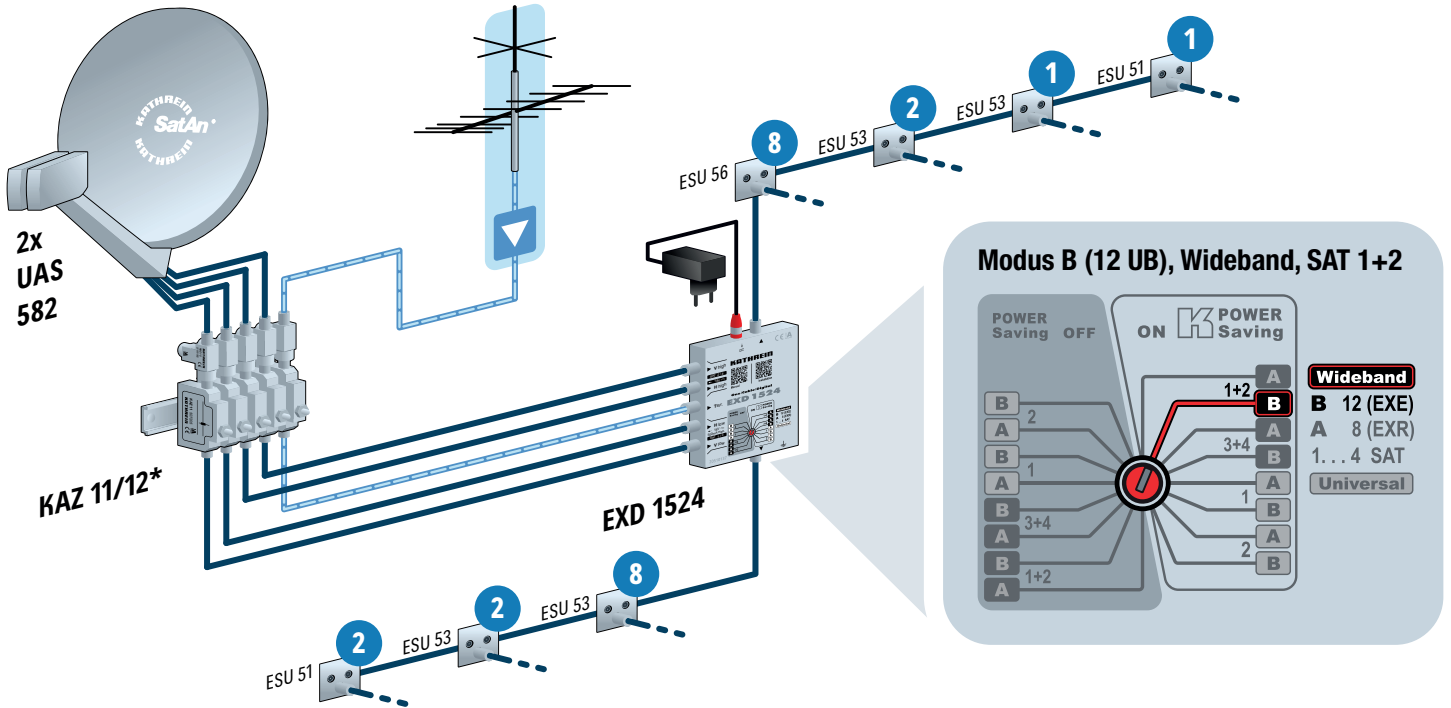 KATHREIN
SatAn
KATHREIN
2x
UAS
582
KAZ 11/12*
ESU 56
8
ESU 53
2
ESU 53
1
ESU 51
1
KATHREIN
EXD 1524
EXD 1524
ESU 51
2
ESU 53
2
ESU 53
8
Modus B (12 UB), Wideband, SAT 1+2
POWER
Saving OFF
ON POWER
Saving
B
2
A
B
1
A
B
3+4
A
B
1+2
A
A
1+2
B
A
3+4
B
A
1
B
A
2
B
Wideband
B 12 (EXE)
A 8 (EXR)
1. . . 4 SAT
Universal